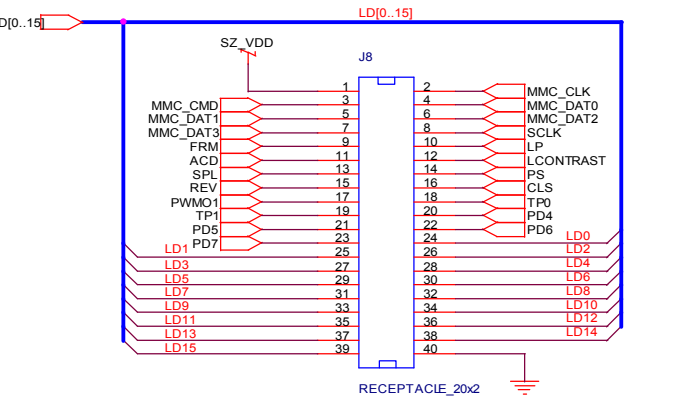 LD[0..15]
D[0..15]
SZ_VDD
J8
1 2 MMC_CLK
MMC_CMD 3 4 MMC_DAT0
MMC_DAT1 5 6 MMC_DAT2
MMC_DAT3 7 8 SCLK
FRM 9 10 LP
ACD 11 12 LCONTRAST
SPL 13 14 PS
REV 15 16 CLS
PWMO1 17 18 TP0
TP1 19 20 PD4
PD5 21 22 PD6
PD7 23 24 LD0
LD1 25 26 LD2
LD3 27 28 LD4
LD5 29 30 LD6
LD7 31 32 LD8
LD9 33 34 LD10
LD11 35 36 LD12
LD13 37 38 LD14
LD15 39 40
RECEPTACLE_20x2